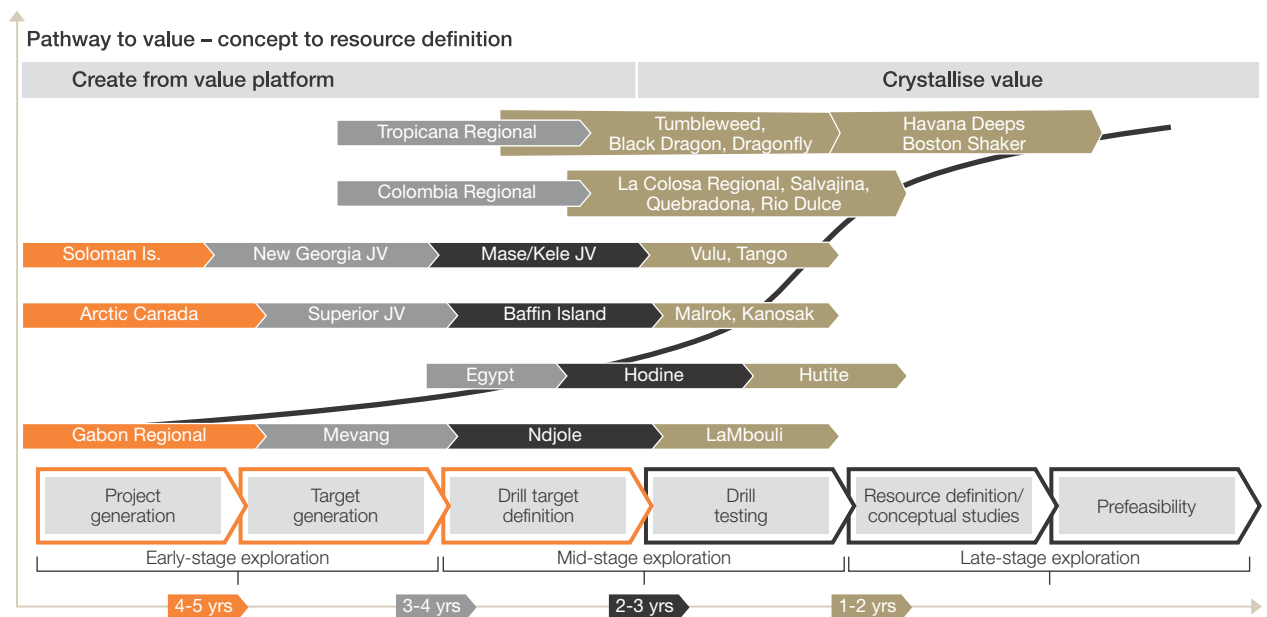 Pathway to value – concept to resource definition
Create from value platform
Crystallise value
Tropicana Regional
Tumbleweed,
Black Dragon, Dragonfly
Havana Deeps
Boston Shaker
Colombia Regional
La Colosa Regional, Salvajina,
Quebradona, Rio Dulce
Soloman Is.
New Georgia JV
Mase/Kele JV
Vulu, Tango
Arctic Canada
Superior JV
Baffin Island
Malrok, Kanosak
Egypt
Hodine
Hutite
Gabon Regional
Mevang
Ndjole
LaMbouli
Project
generation
Target
generation
Drill target
definition
Drill
testing
Resource definition/
conceptual studies
Prefeasibility
Early-stage exploration
Mid-stage exploration
Late-stage exploration
4-5 yrs
3-4 yrs
2-3 yrs
1-2 yrs